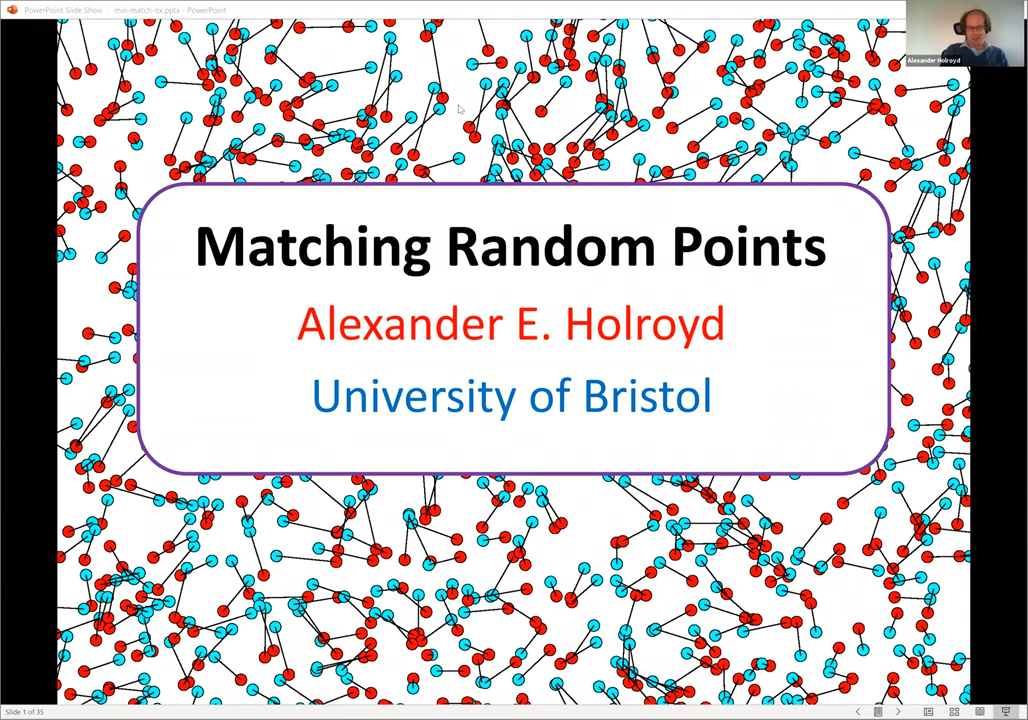 PowerPoint Slide Show - min-match-ox.pptx - PowerPoint
Alexander Holroyd
Matching Random Points
Alexander E. Holroyd
University of Bristol
Slide 1 of 35